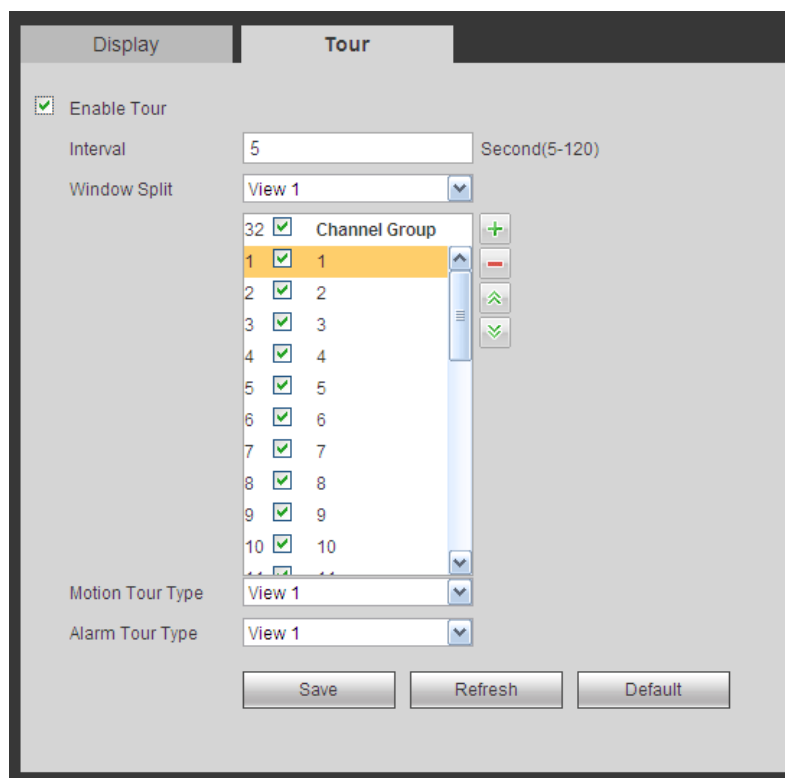 Display Tour
Enable Tour
Interval 5 Second(5-120)
Window Split View 1
32 Channel Group
1 1
2 2
3 3
4 4
5 5
6 6
7 7
8 8
9 9
10 10
Motion Tour Type View 1
Alarm Tour Type View 1
Save Refresh Default